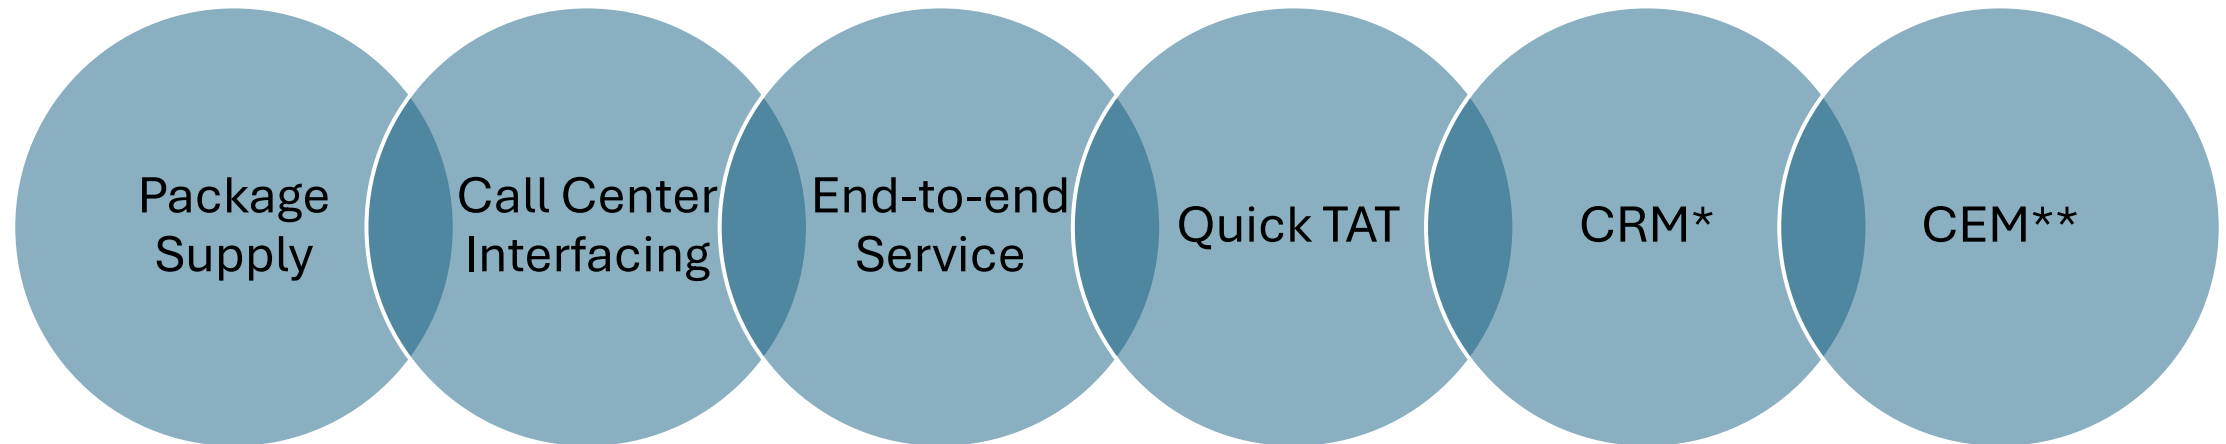 Package
Supply
Call Center
Interfacing
End-to-end
Service
Quick TAT
CRM*
CEM**